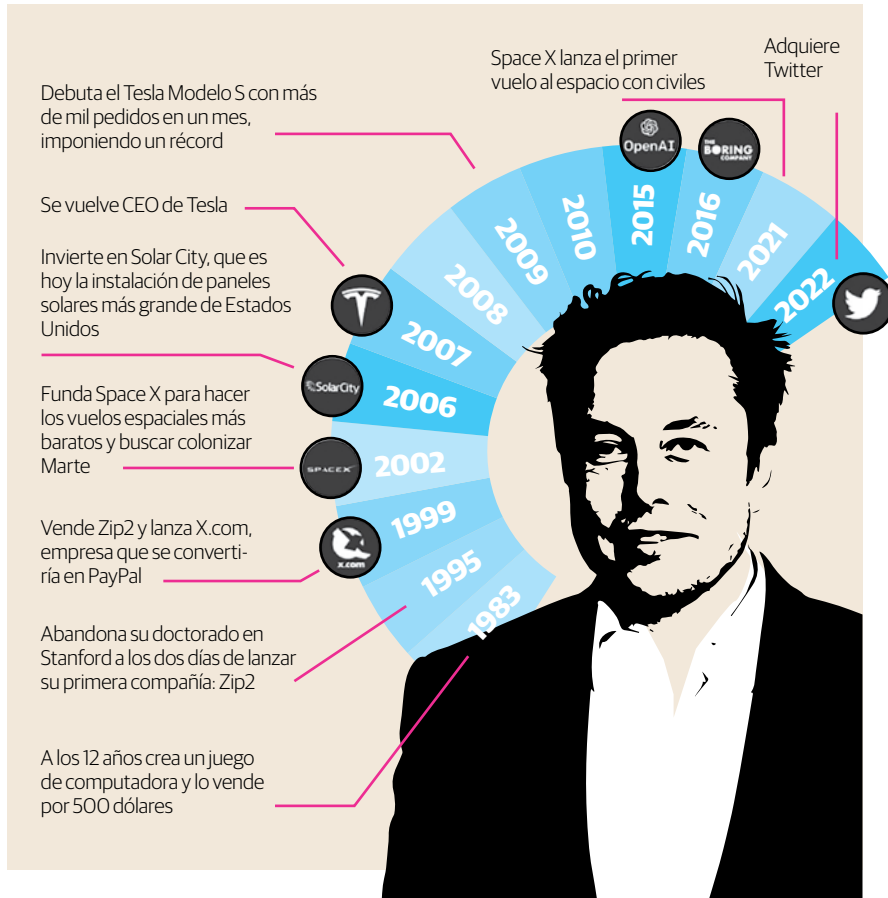 Space X lanza el primer
vuelo al espacio con civiles
Adquiere
Twitter
Debuta el Tesla Modelo S con más
de mil pedidos en un mes,
imponiendo un récord
Se vuelve CEO de Tesla
Invierte en Solar City, que es
hoy la instalación de paneles
solares más grande de Estados
Unidos
Funda Space X para hacer
los vuelos espaciales más
baratos y buscar colonizar
Marte
Vende Zip2 y lanza X.com,
empresa que se converti-
ría en PayPal
Abandona su doctorado en
Stanford a los dos días de lanzar
su primera compañía: Zip2
A los 12 años crea un juego
de computadora y lo vende
por 500 dólares
1983
1995
1999
2002
2006
2007
2008
2009
2010
2015
2016
2021
2022
x.com
SPACEX
SolarCity
OpenAI
THE
BORING
COMPANY